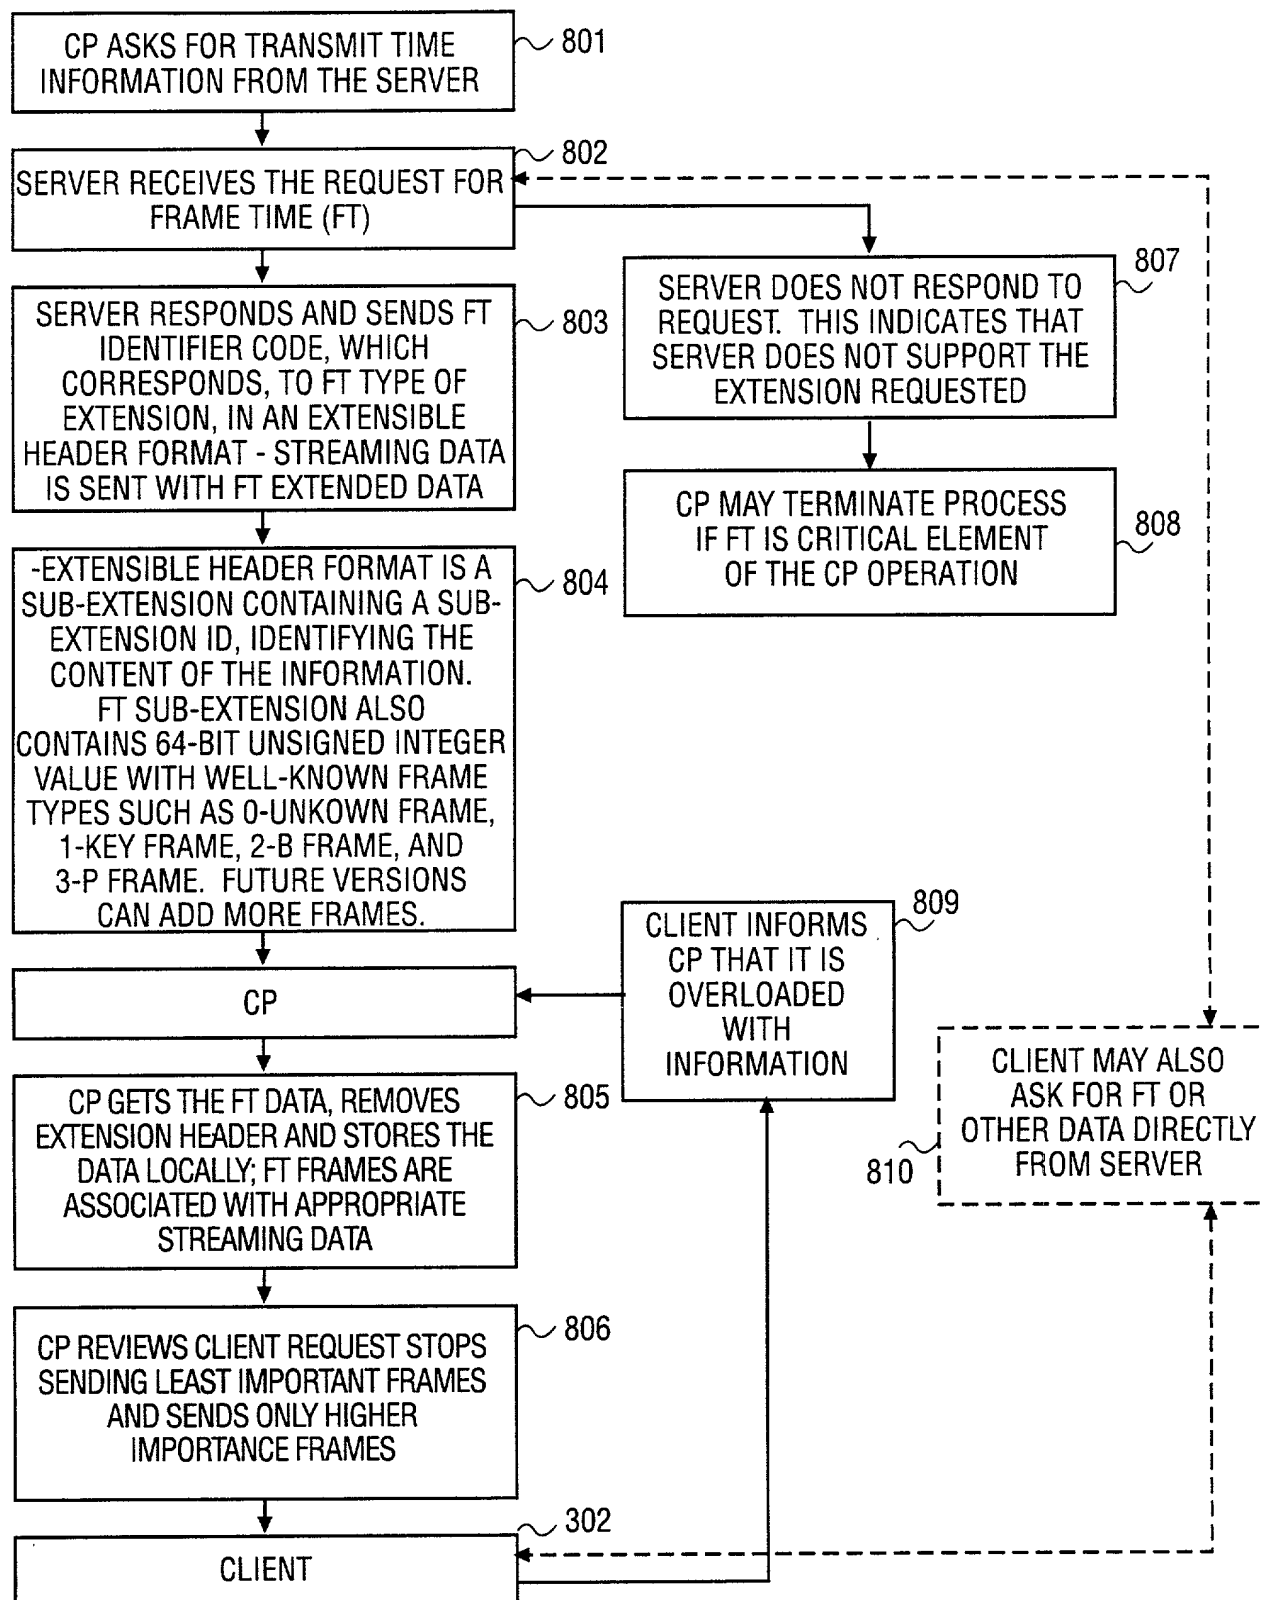 CP ASKS FOR TRANSMIT TIME
INFORMATION FROM THE SERVER
801
SERVER RECEIVES THE REQUEST FOR
FRAME TIME (FT)
802
SERVER RESPONDS AND SENDS FT
IDENTIFIER CODE, WHICH
CORRESPONDS, TO FT TYPE OF
EXTENSION, IN AN EXTENSIBLE
HEADER FORMAT - STREAMING DATA
IS SENT WITH FT EXTENDED DATA
803
SERVER DOES NOT RESPOND TO
REQUEST. THIS INDICATES THAT
SERVER DOES NOT SUPPORT THE
EXTENSION REQUESTED
807
CP MAY TERMINATE PROCESS
IF FT IS CRITICAL ELEMENT
OF THE CP OPERATION
808
-EXTENSIBLE HEADER FORMAT IS A
SUB-EXTENSION CONTAINING A SUB-
EXTENSION ID, IDENTIFYING THE
CONTENT OF THE INFORMATION.
FT SUB-EXTENSION ALSO
CONTAINS 64-BIT UNSIGNED INTEGER
VALUE WITH WELL-KNOWN FRAME
TYPES SUCH AS 0-UNKOWN FRAME,
1-KEY FRAME, 2-B FRAME, AND
3-P FRAME. FUTURE VERSIONS
CAN ADD MORE FRAMES.
804
CP
CLIENT INFORMS
CP THAT IT IS
OVERLOADED
WITH
INFORMATION
809
CP GETS THE FT DATA, REMOVES
EXTENSION HEADER AND STORES THE
DATA LOCALLY; FT FRAMES ARE
ASSOCIATED WITH APPROPRIATE
STREAMING DATA
805
CLIENT MAY ALSO
ASK FOR FT OR
OTHER DATA DIRECTLY
FROM SERVER
810
CP REVIEWS CLIENT REQUEST STOPS
SENDING LEAST IMPORTANT FRAMES
AND SENDS ONLY HIGHER
IMPORTANCE FRAMES
806
CLIENT
302